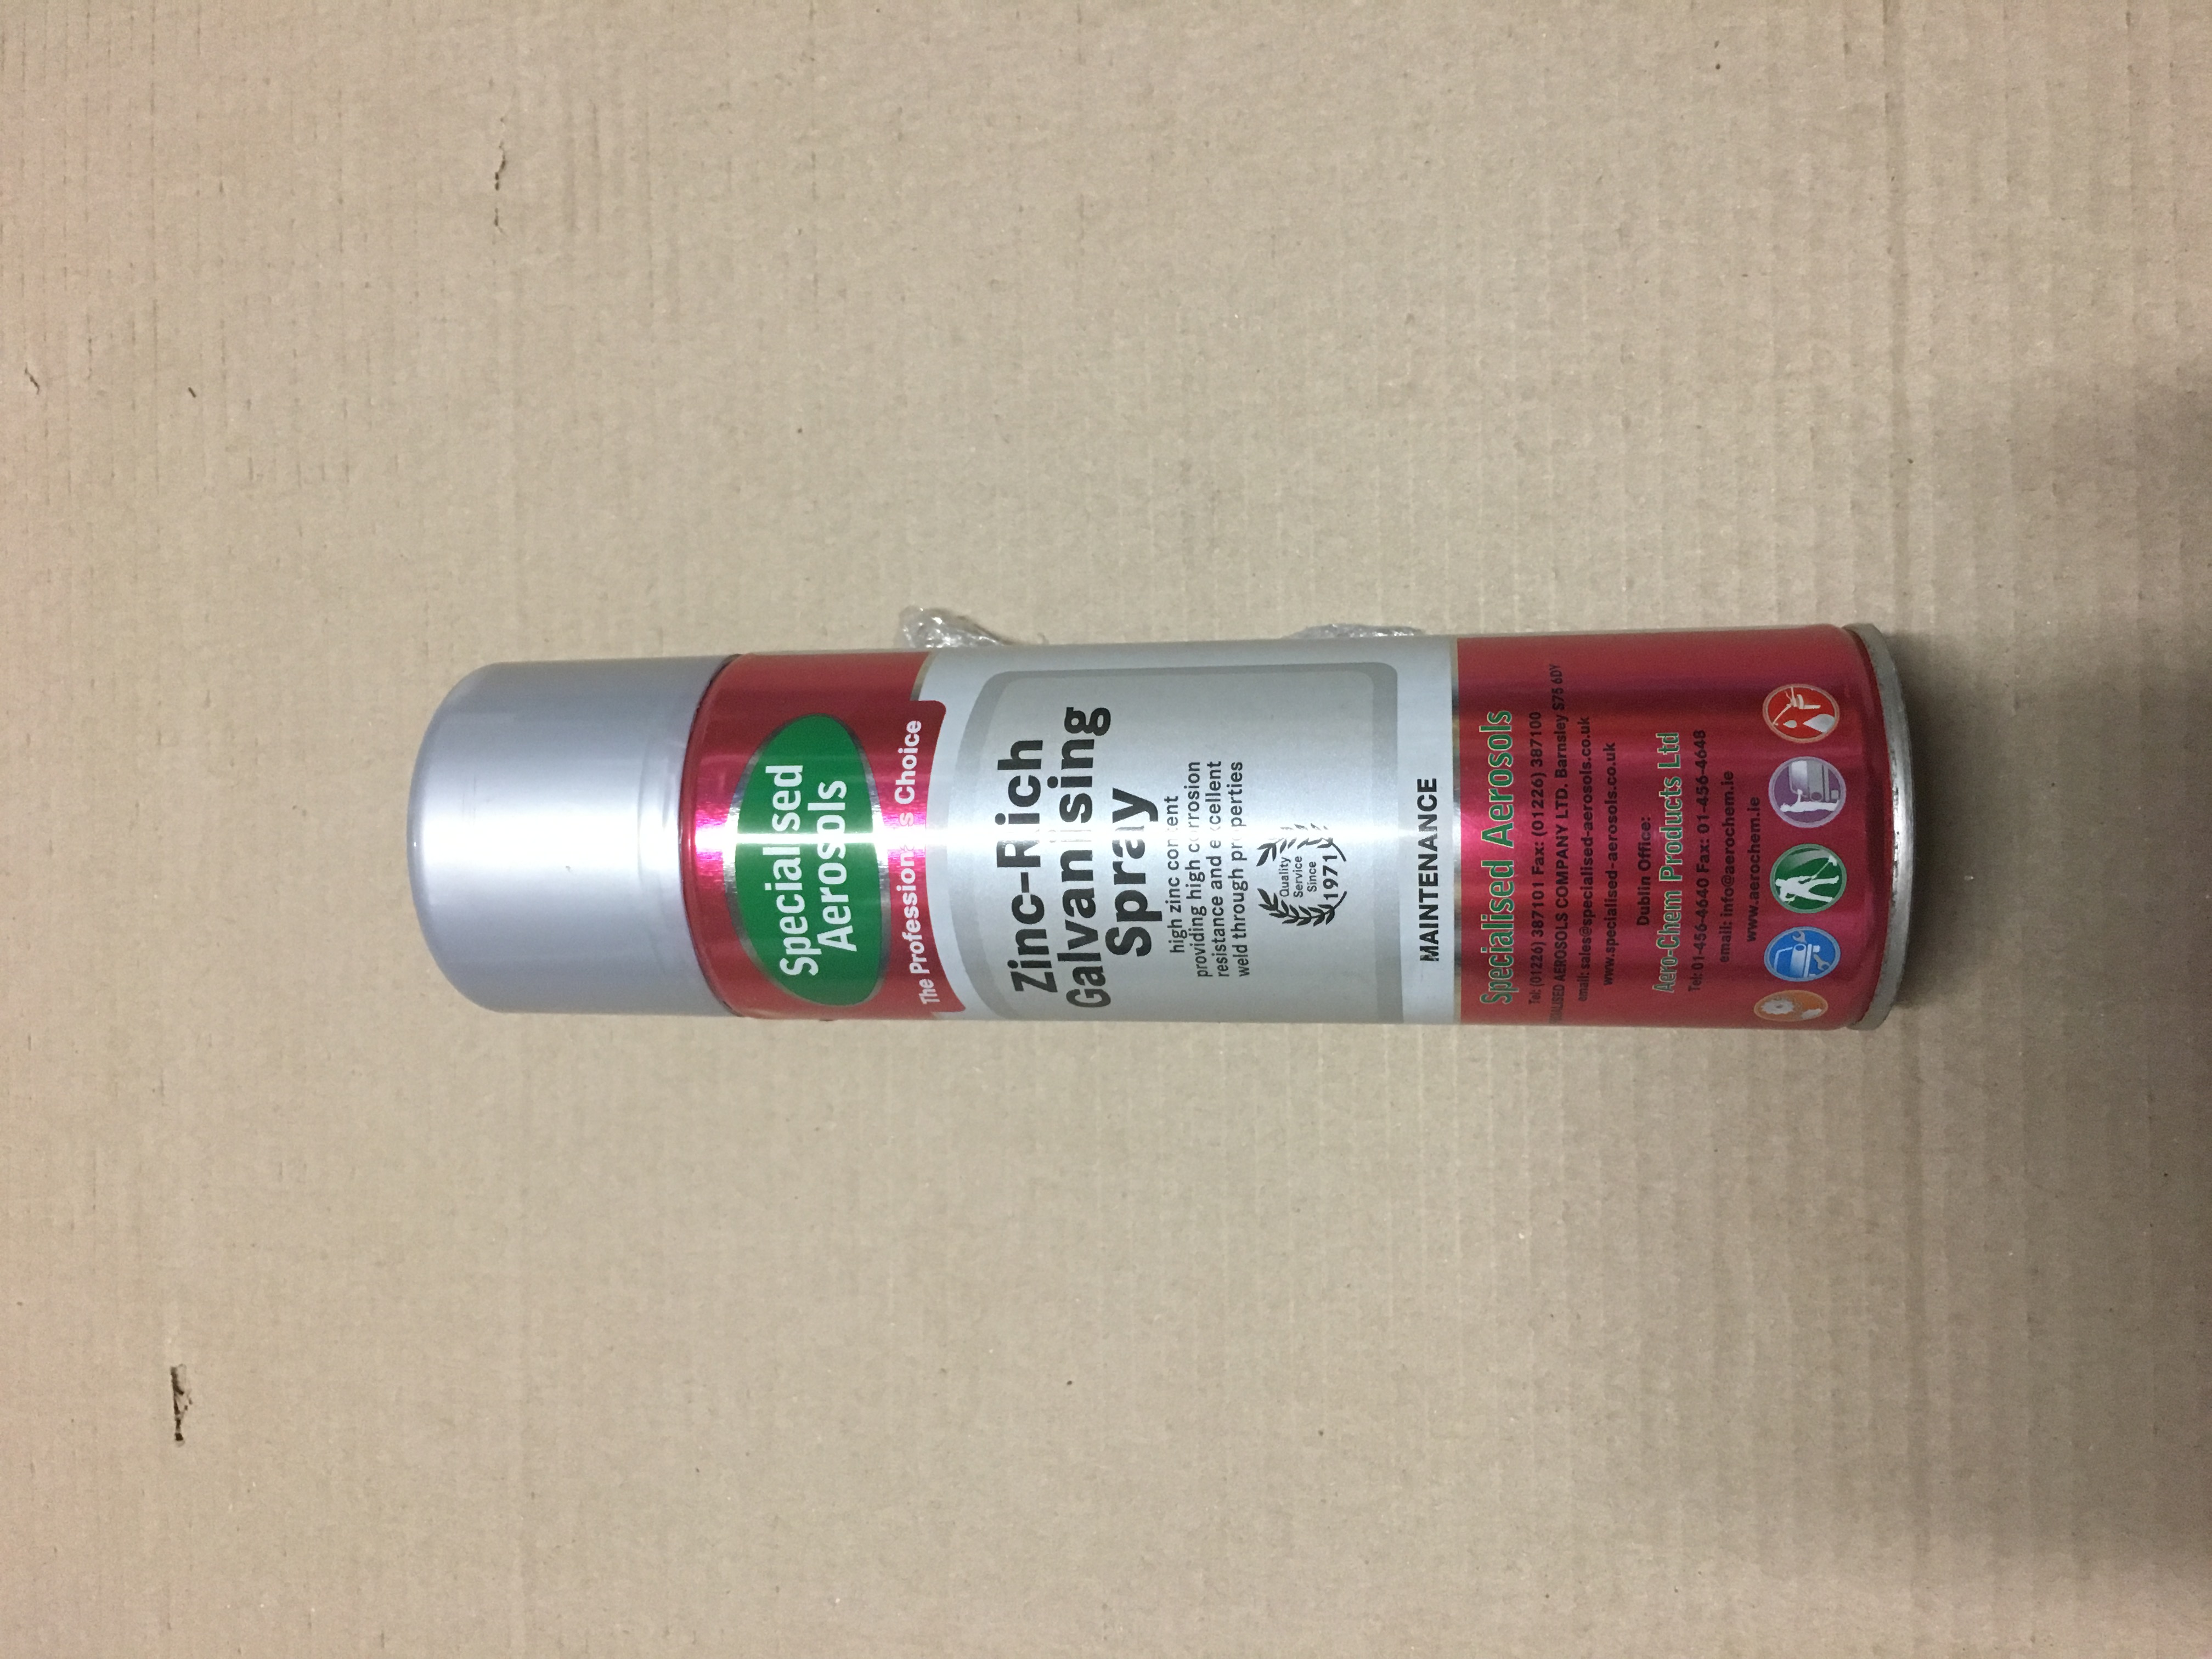 Specialised
Aerosols
The Professional's Choice
Zinc-Rich
Galvanising
Spray
high zinc content
providing high corrosion
resistance and excellent
weld through properties
Quality
Service
Since
1971
MAINTENANCE
Specialised Aerosols
Tel: (01226) 387101 Fax: (01226) 387100
AEROSOLS COMPANY LTD. Barnsley S75 6DY
email: sales@specialised-aerosols.co.uk
www.specialised-aerosols.co.uk
Dublin Office:
Aero-Chem Products Ltd
Tel: 01-456-4640 Fax: 01-456-4648
email: info@aerochem.ie
www.aerochem.ie